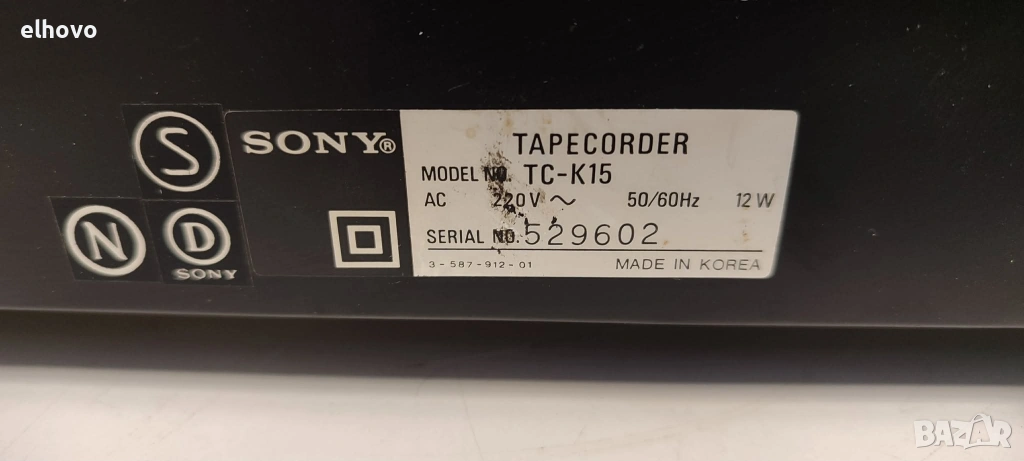 elhovo
S
N
D
SONY
SONY®
TAPECORDER
MODEL NO. TC-K15
AC 220V ~ 50/60Hz 12W
SERIAL NO. 529602
3-587-912-01 MADE IN KOREA
BAZAR